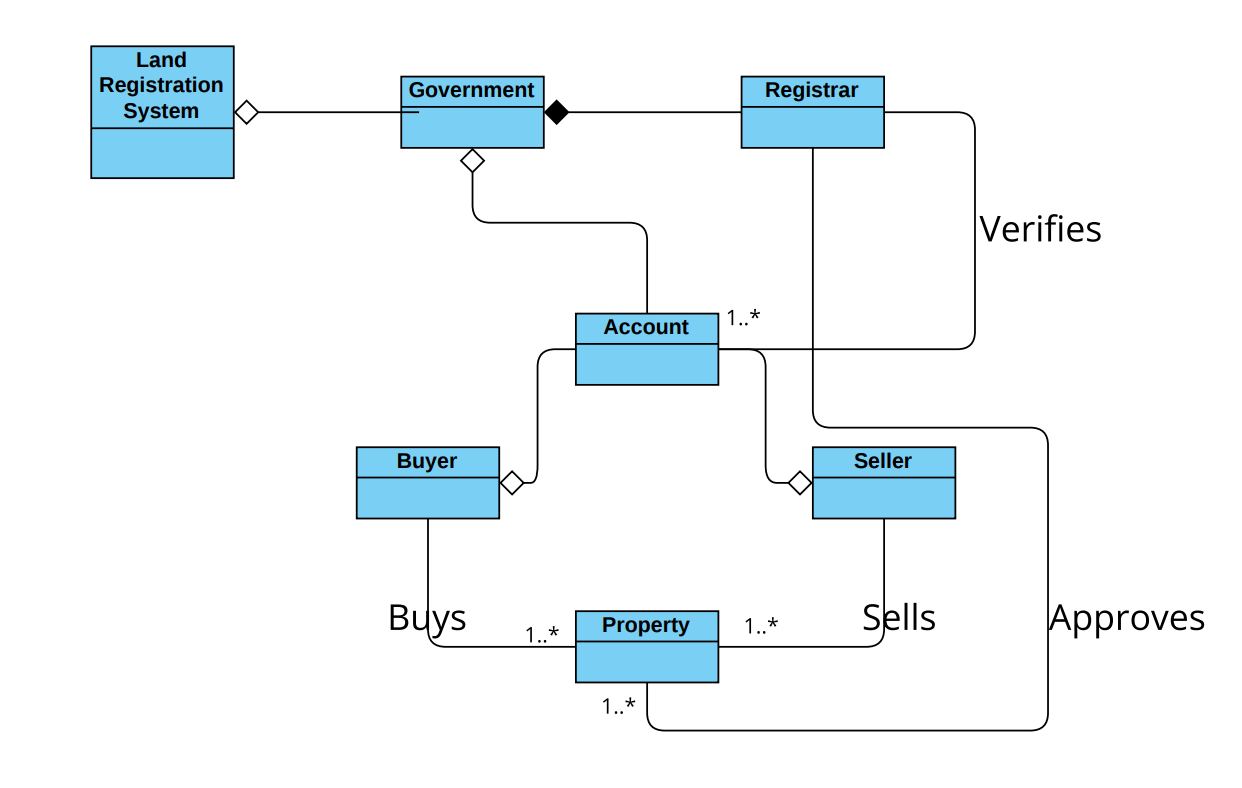 Land
Registration
System
Government
Registrar
Verifies
1..*
Account
Buyer
Seller
Buys
Sells
Approves
1..*
Property
1..*
1..*